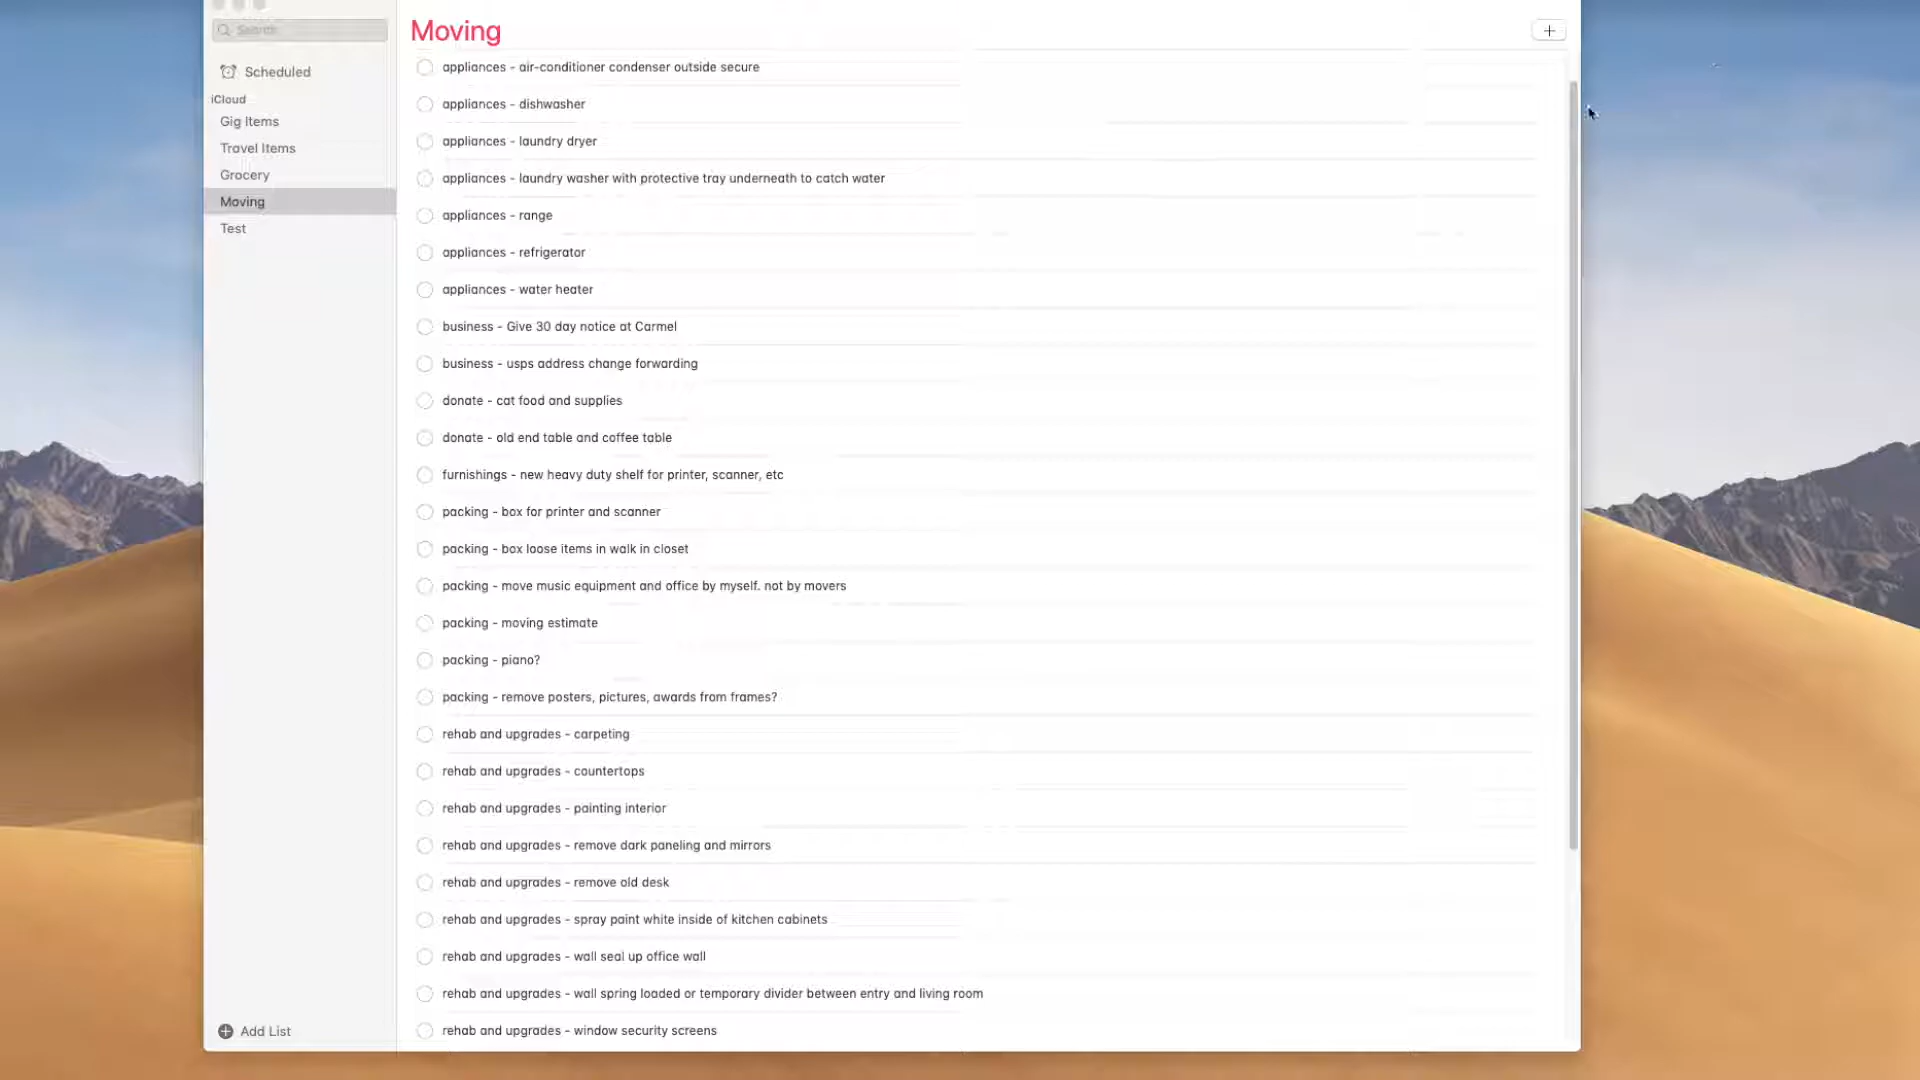 Search
Scheduled
iCloud
Gig Items
Travel Items
Grocery
Moving
Test
Add List
Moving
+
appliances - air-conditioner condenser outside secure
appliances - dishwasher
appliances - laundry dryer
appliances - laundry washer with protective tray underneath to catch water
appliances - range
appliances - refrigerator
appliances - water heater
business - Give 30 day notice at Carmel
business - usps address change forwarding
donate - cat food and supplies
donate - old end table and coffee table
furnishings - new heavy duty shelf for printer, scanner, etc
packing - box for printer and scanner
packing - box loose items in walk in closet
packing - move music equipment and office by myself. not by movers
packing - moving estimate
packing - piano?
packing - remove posters, pictures, awards from frames?
rehab and upgrades - carpeting
rehab and upgrades - countertops
rehab and upgrades - painting interior
rehab and upgrades - remove dark paneling and mirrors
rehab and upgrades - remove old desk
rehab and upgrades - spray paint white inside of kitchen cabinets
rehab and upgrades - wall seal up office wall
rehab and upgrades - wall spring loaded or temporary divider between entry and living room
rehab and upgrades - window security screens